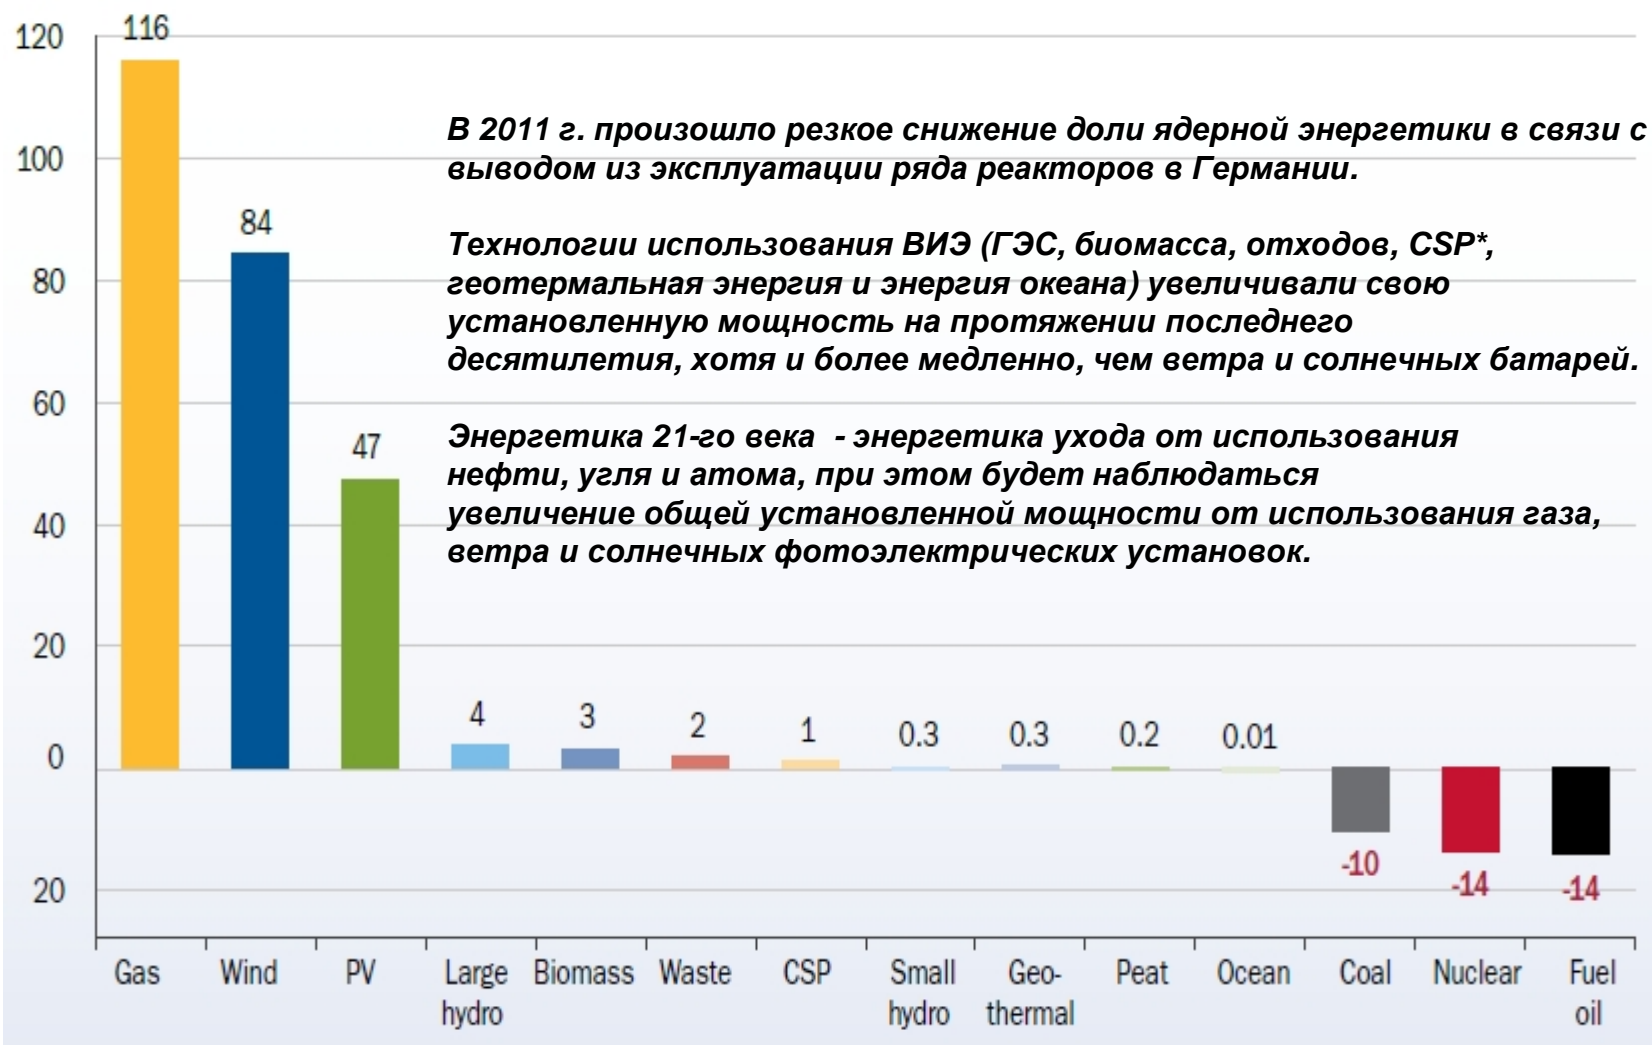 116
120
100
80
60
40
20
0
20
84
47
4
3
2
1
0.3
0.3
0.2
0.01
-10
-14
-14
В 2011 г. произошло резкое снижение доли ядерной энергетики в связи с
выводом из эксплуатации ряда реакторов в Германии.
Технологии использования ВИЭ (ГЭС, биомасса, отходов, CSP*,
геотермальная энергия и энергия океана) увеличивали свою
установленную мощность на протяжении последнего
десятилетия, хотя и более медленно, чем ветра и солнечных батарей.
Энергетика 21-го века - энергетика ухода от использования
нефти, угля и атома, при этом будет наблюдаться
увеличение общей установленной мощности от использования газа,
ветра и солнечных фотоэлектрических установок.
Gas
Wind
PV
Large
hydro
Biomass
Waste
CSP
Small
hydro
Geo-
thermal
Peat
Ocean
Coal
Nuclear
Fuel
oil